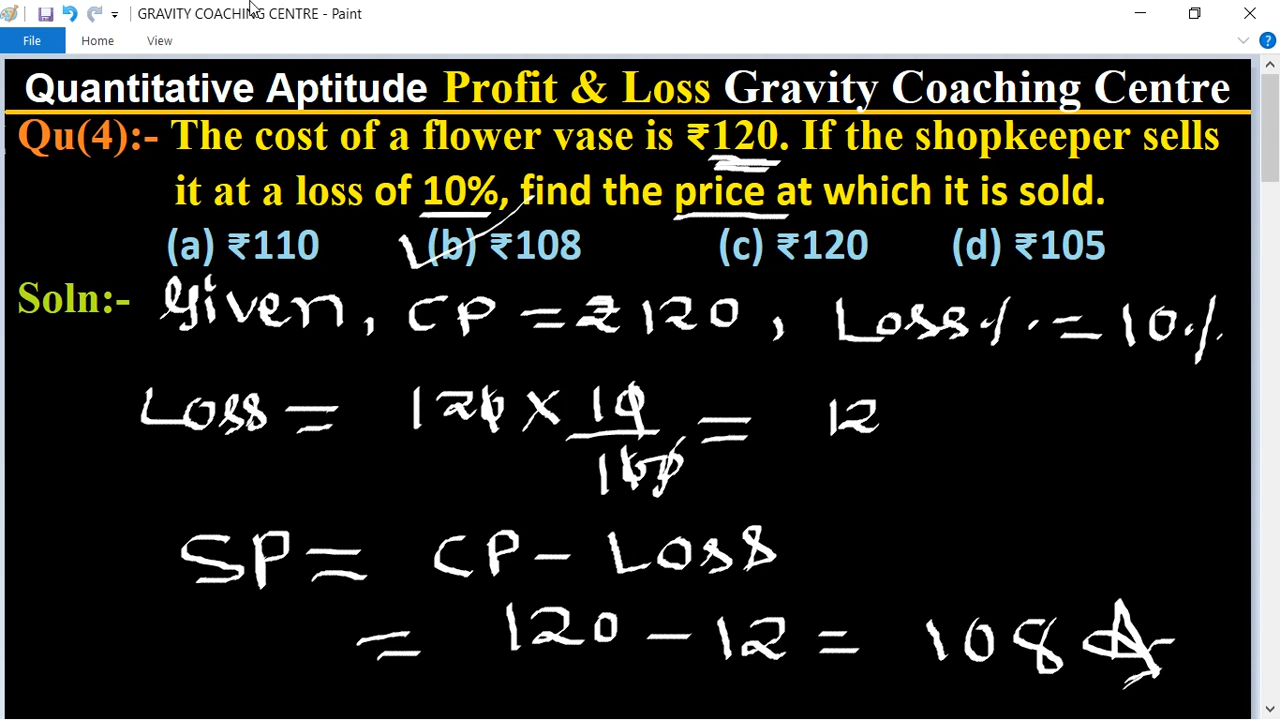 GRAVITY COACHING CENTRE - Paint
File Home View
Quantitative Aptitude Profit & Loss Gravity Coaching Centre
Qu(4):- The cost of a flower vase is ₹120. If the shopkeeper sells
it at a loss of 10%, find the price at which it is sold.
(a) ₹110 (b) ₹108 (c) ₹120 (d) ₹105
Soln:- Given, CP = ₹120, Loss% = 10%
Loss = 120 × 10/100 = 12
SP = CP - Loss
= 120 - 12 = 108